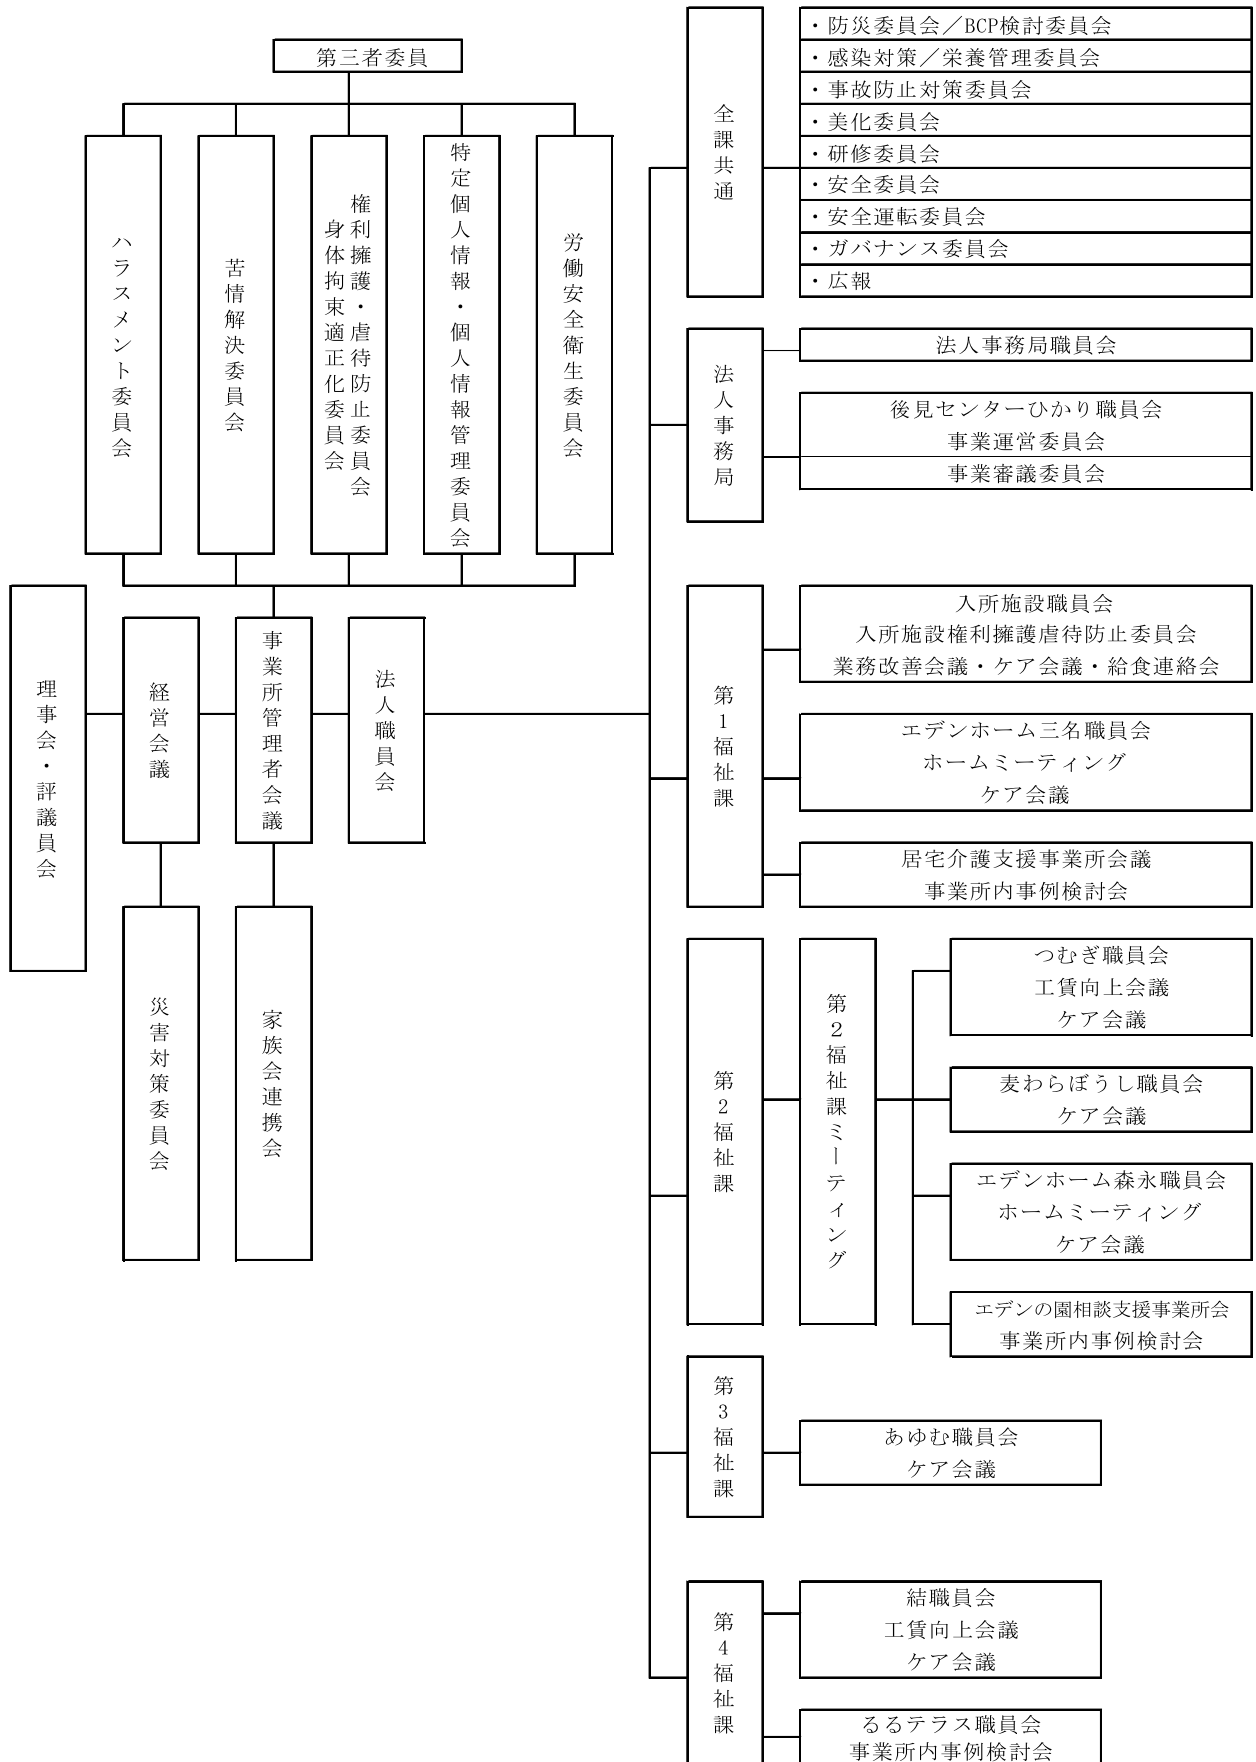 第三者委員
ハラスメント委員会
苦情解決委員会
権利擁護・虐待防止委員会
身体拘束適正化委員会
特定個人情報・個人情報管理委員会
労働安全衛生委員会
理事会・評議員会
経営会議
事業所管理者会議
法人職員会
災害対策委員会
家族会連携会
全課共通
・防災委員会／BCP検討委員会
・感染対策／栄養管理委員会
・事故防止対策委員会
・美化委員会
・研修委員会
・安全委員会
・安全運転委員会
・ガバナンス委員会
・広報
法人事務局
法人事務局職員会
後見センターひかり職員会
事業運営委員会
事業審議委員会
第1福祉課
入所施設職員会
入所施設権利擁護虐待防止委員会
業務改善会議・ケア会議・給食連絡会
エデンホーム三名職員会
ホームミーティング
ケア会議
居宅介護支援事業所会議
事業所内事例検討会
第2福祉課
第2福祉課ミーティング
つむぎ職員会
工賃向上会議
ケア会議
麦わらぼうし職員会
ケア会議
エデンホーム森永職員会
ホームミーティング
ケア会議
エデンの園相談支援事業所会
事業所内事例検討会
第3福祉課
あゆむ職員会
ケア会議
第4福祉課
結職員会
工賃向上会議
ケア会議
るるテラス職員会
事業所内事例検討会